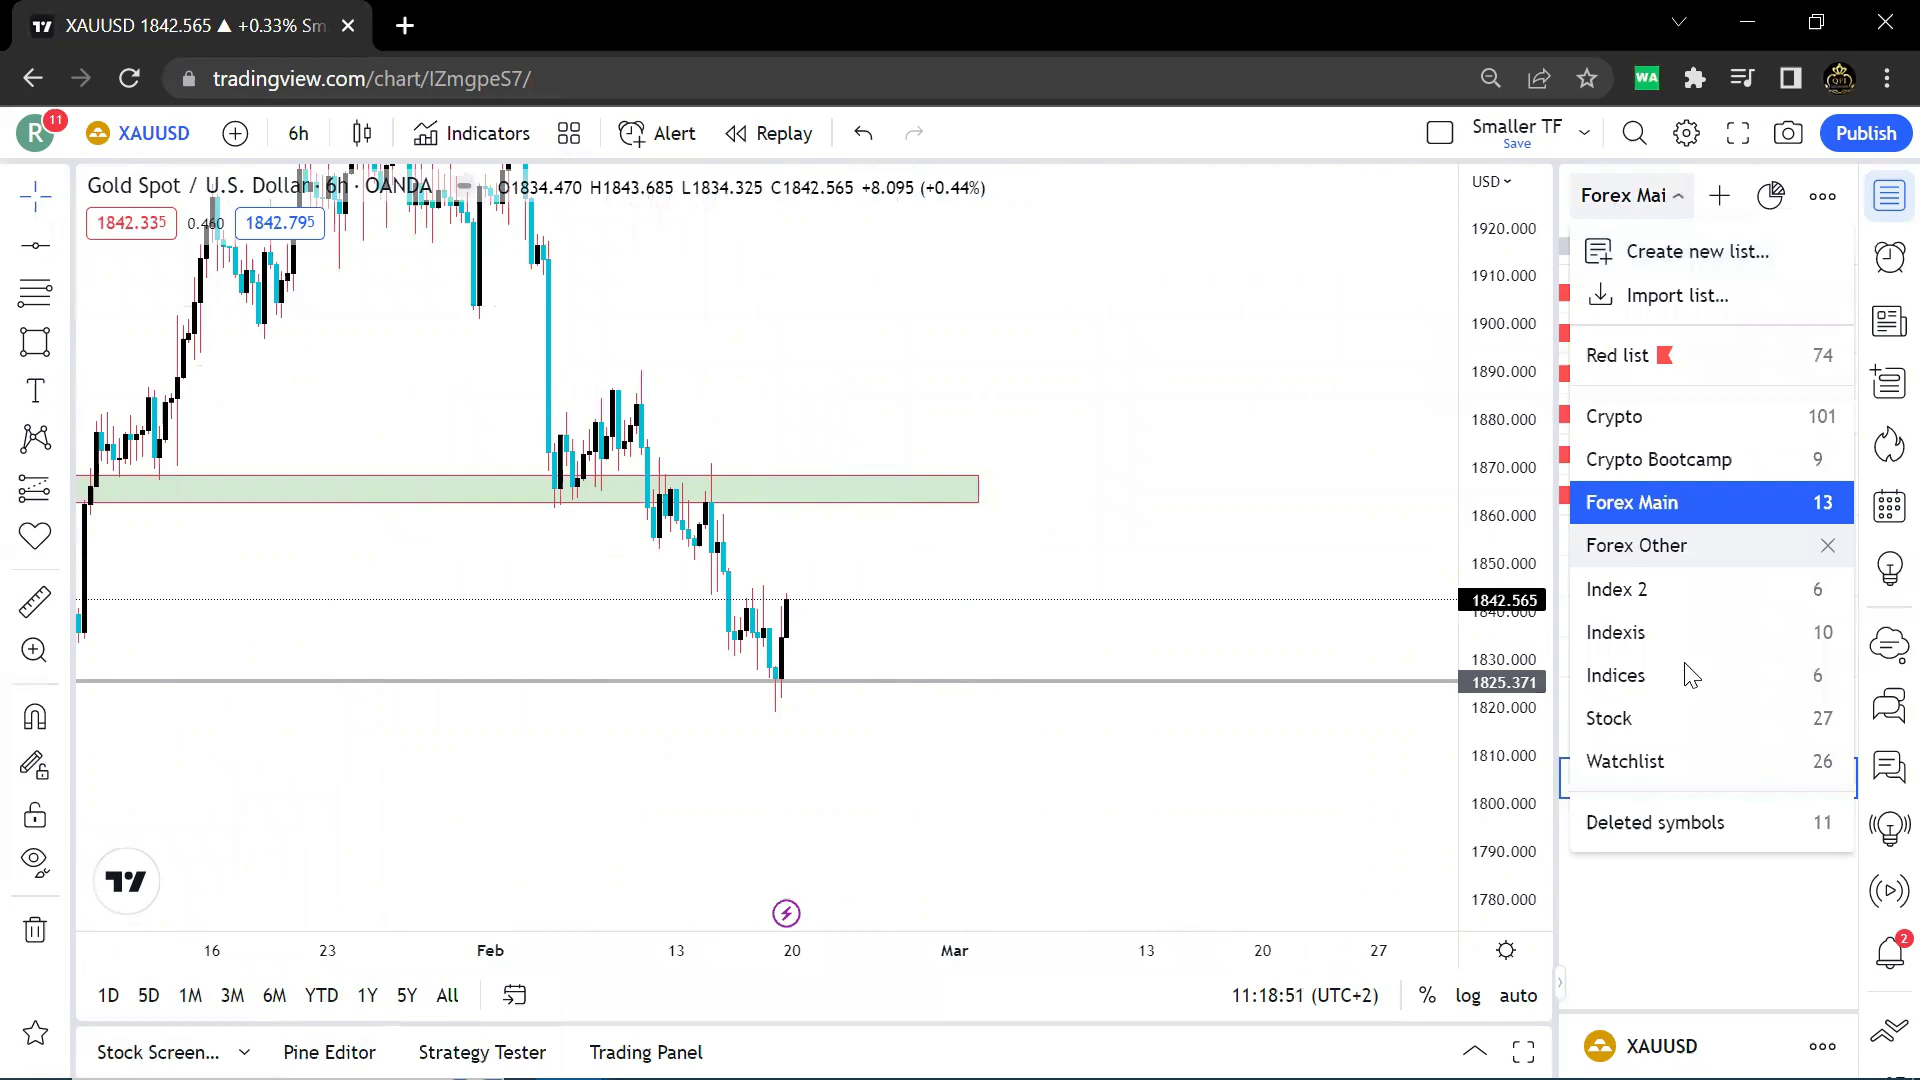 XAUUSD 1842.565 ▲ +0.33% Sm
tradingview.com/chart/IZmgpeS7/
WA
R
11
XAUUSD
6h
Indicators
Alert
Replay
Smaller TF
Save
Publish
Gold Spot / U.S. Dollar · 6h · OANDA
O1834.470 H1843.685 L1834.325 C1842.565 +8.095 (+0.44%)
1842.335
0.460
1842.795
USD
1920.000
1910.000
1900.000
1890.000
1880.000
1870.000
1860.000
1850.000
1842.565
1840.000
1830.000
1825.371
1820.000
1810.000
1800.000
1790.000
1780.000
16
23
Feb
13
20
Mar
13
20
27
1D
5D
1M
3M
6M
YTD
1Y
5Y
All
11:18:51 (UTC+2)
%
log
auto
Stock Screen...
Pine Editor
Strategy Tester
Trading Panel
Forex Mai
Create new list...
Import list...
Red list 74
Crypto 101
Crypto Bootcamp 9
Forex Main 13
Forex Other
Index 2 6
Indexis 10
Indices 6
Stock 27
Watchlist 26
Deleted symbols 11
XAUUSD
2